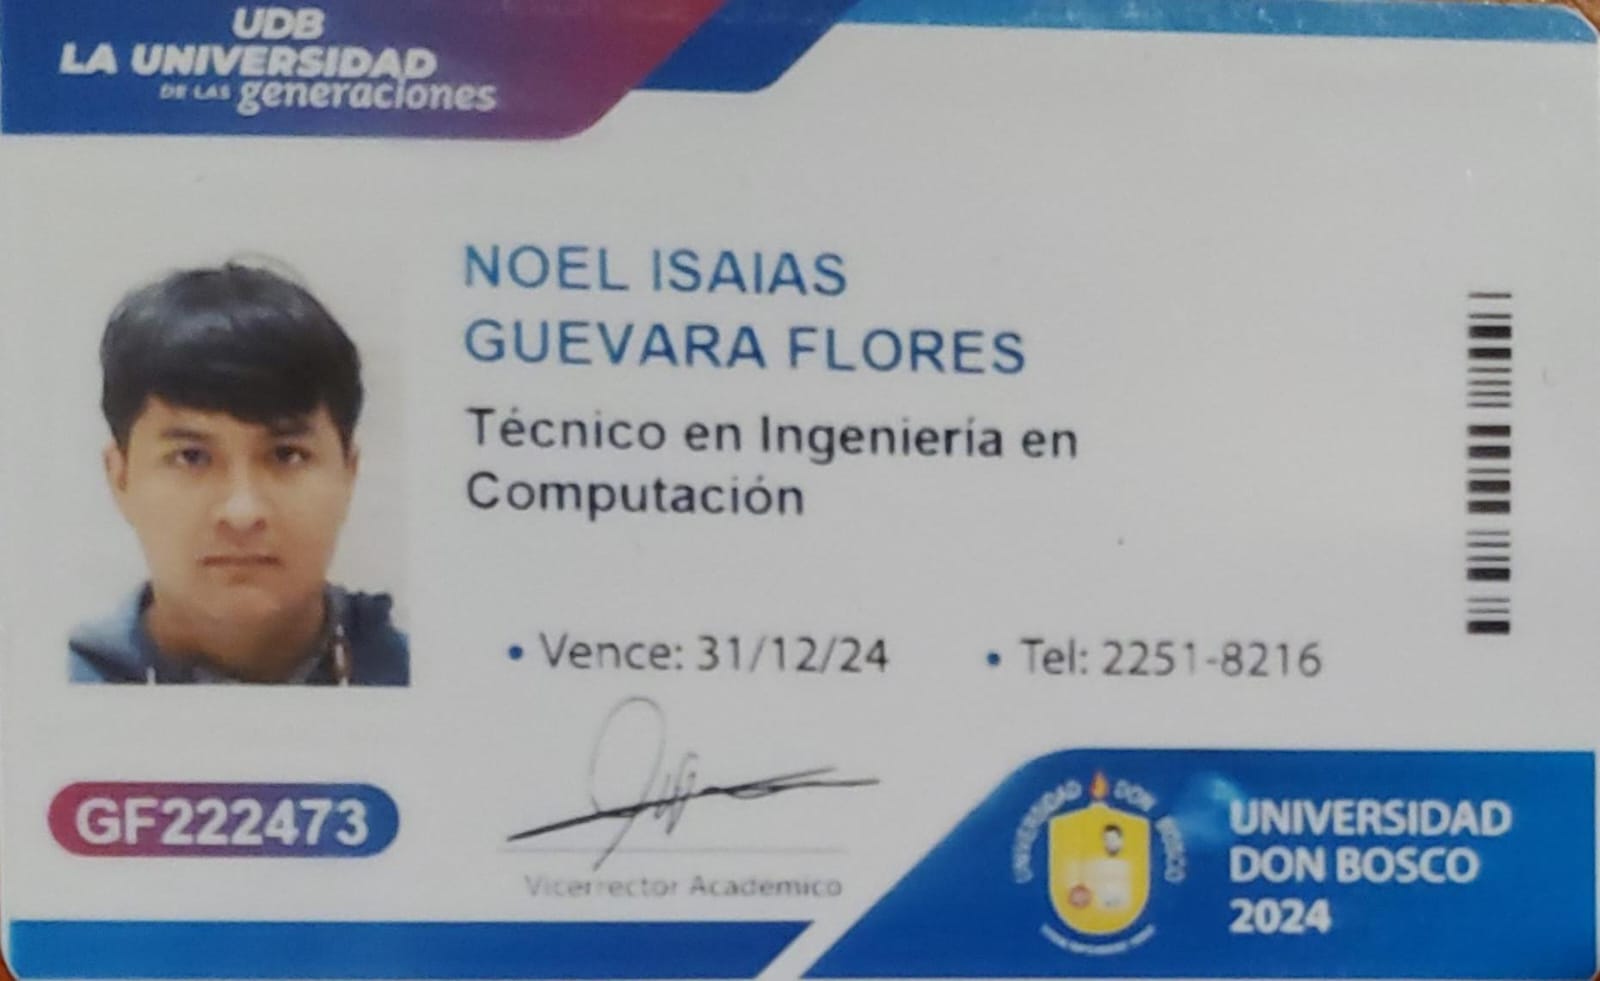 UDB
LA UNIVERSIDAD
DE LAS generaciones
NOEL ISAIAS
GUEVARA FLORES
Técnico en Ingeniería en
Computación
• Vence: 31/12/24
• Tel: 2251-8216
GF222473
Vicerrector Academico
UNIVERSIDAD DON BOSCO
UNIVERSIDAD
DON BOSCO
2024